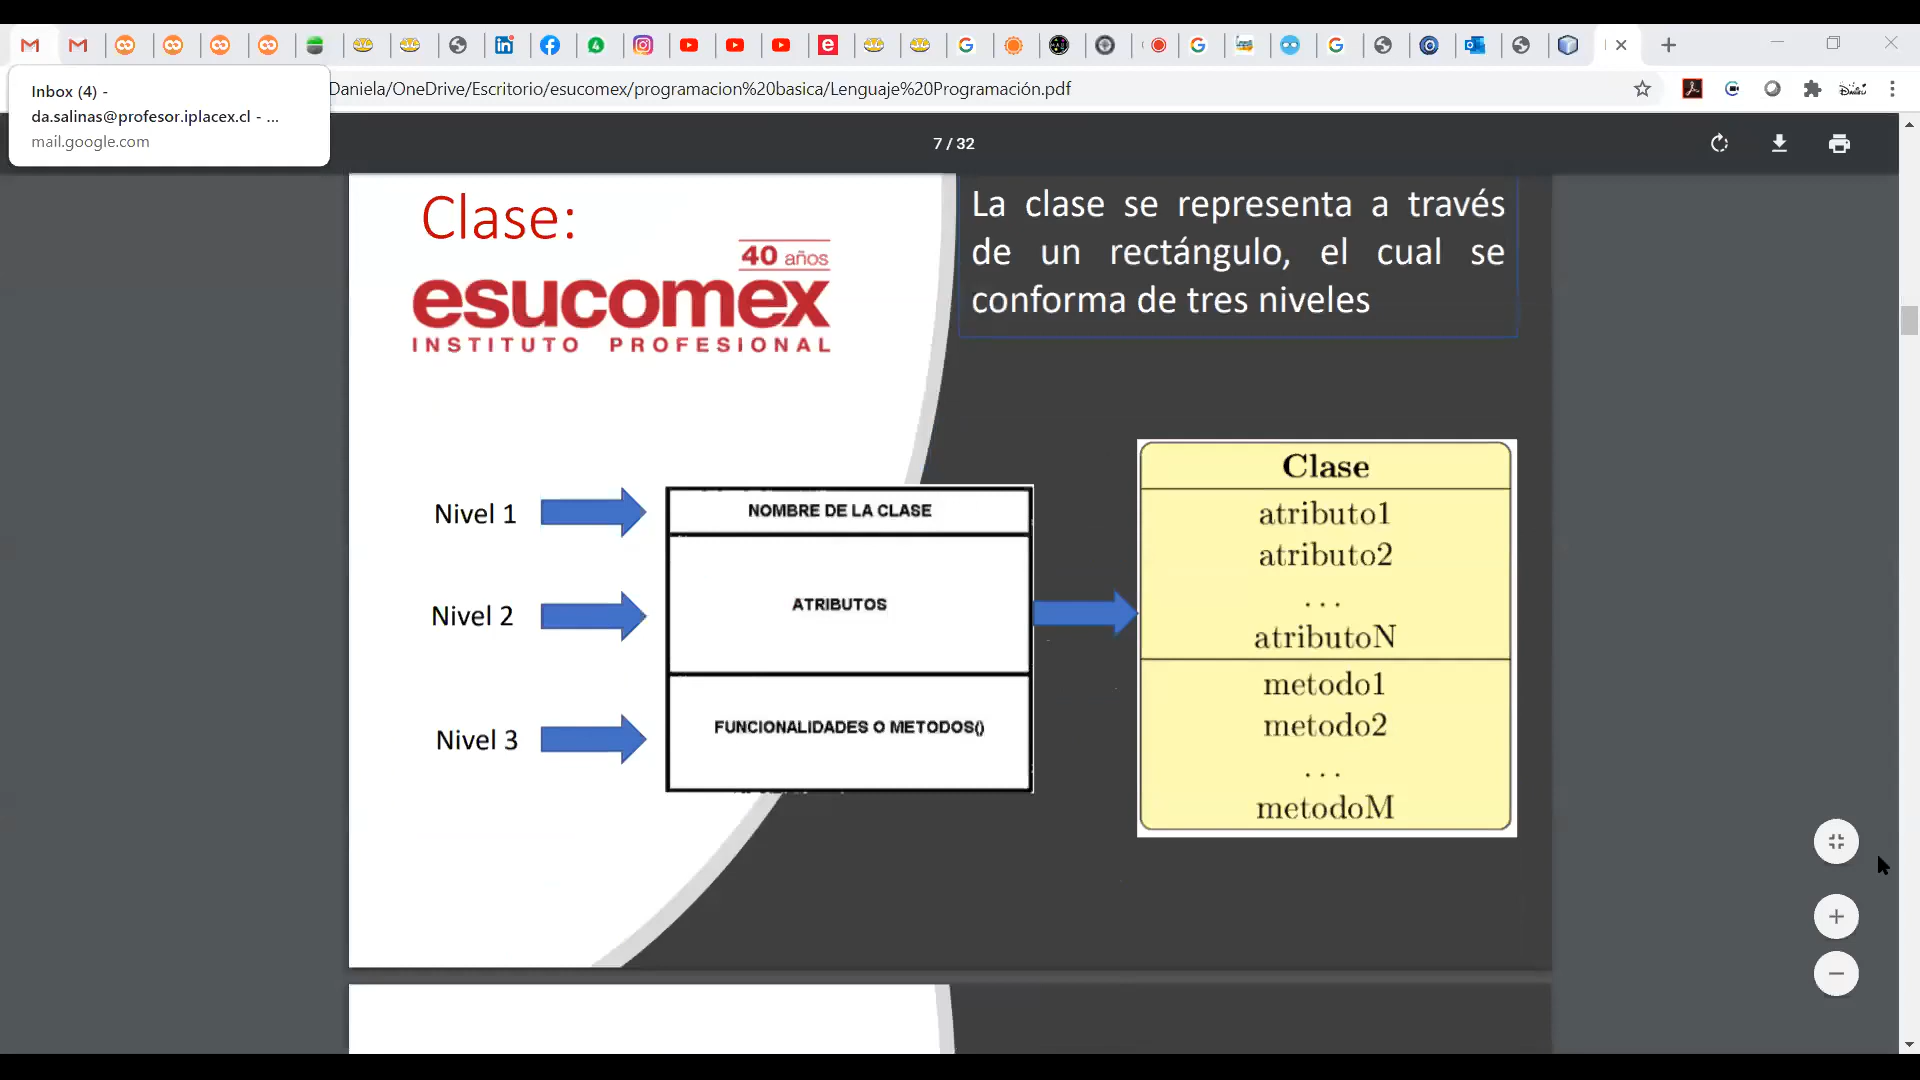 Inbox (4) -
da.salinas@profesor.iplacex.cl - ...
mail.google.com
Daniela/OneDrive/Escritorio/esucomex/programacion%20basica/Lenguaje%20Programación.pdf
7 / 32
Clase:
40 años
esucomex
INSTITUTO PROFESIONAL
La clase se representa a través
de un rectángulo, el cual se
conforma de tres niveles
Nivel 1
NOMBRE DE LA CLASE
Nivel 2
ATRIBUTOS
Nivel 3
FUNCIONALIDADES O METODOS()
Clase
atributo1
atributo2
...
atributoN
metodo1
metodo2
...
metodoM